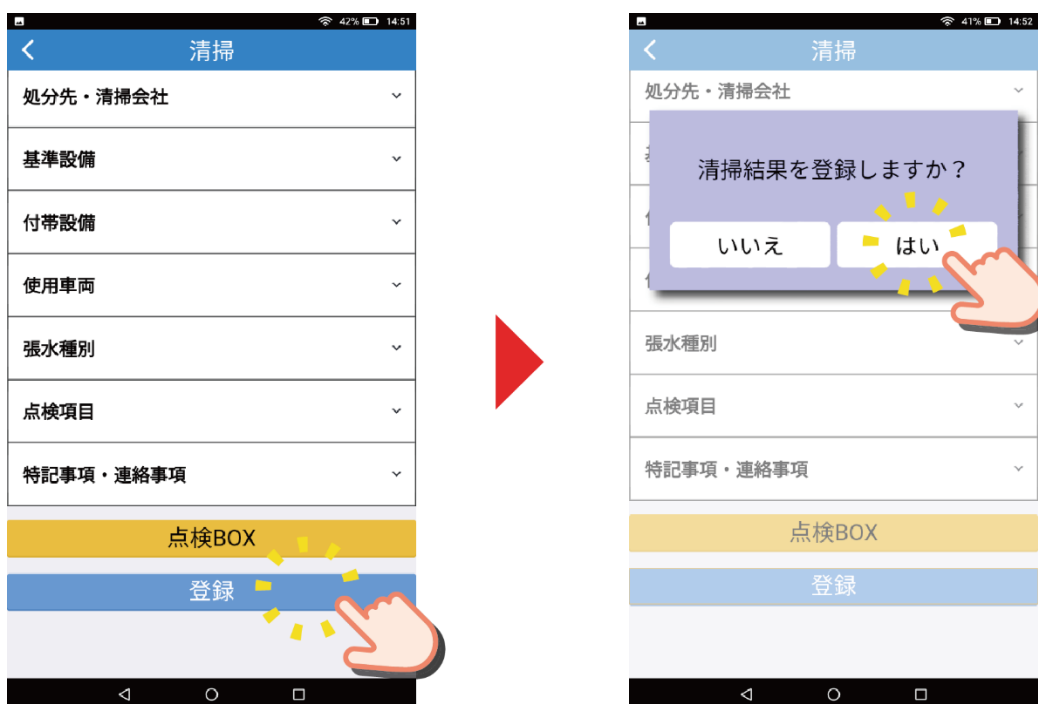 42% 14:51
清掃
処分先・清掃会社
基準設備
付帯設備
使用車両
張水種別
点検項目
特記事項・連絡事項
点検BOX
登録
41% 14:52
清掃
処分先・清掃会社
清掃結果を登録しますか？
いいえ
はい
張水種別
点検項目
特記事項・連絡事項
点検BOX
登録